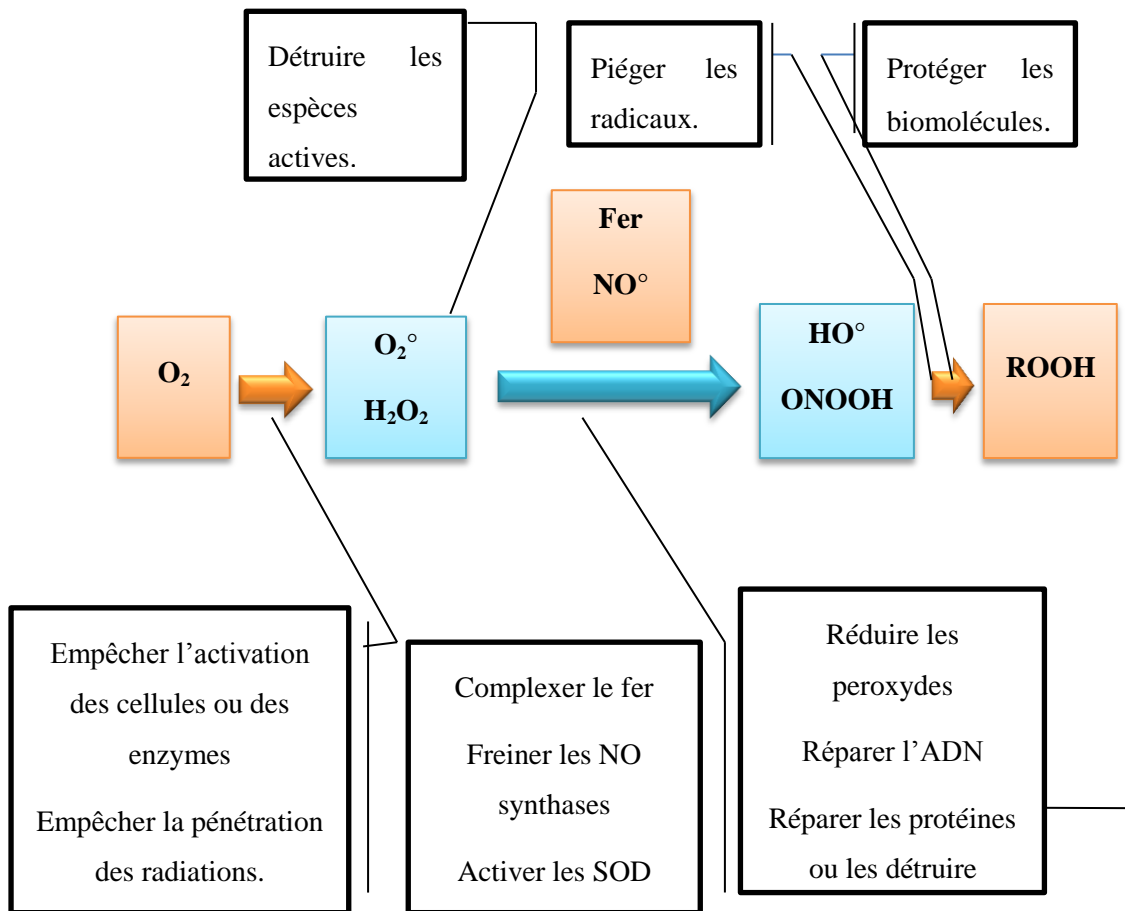 Détruire les
espèces
actives.
Piéger les
radicaux.
Protéger les
biomolécules.
Fer
NO°
O₂
O₂°
H₂O₂
HO°
ONOOH
ROOH
Empêcher l’activation
des cellules ou des
enzymes
Empêcher la pénétration
des radiations.
Complexer le fer
Freiner les NO
synthases
Activer les SOD
Réduire les
peroxydes
Réparer l’ADN
Réparer les protéines
ou les détruire